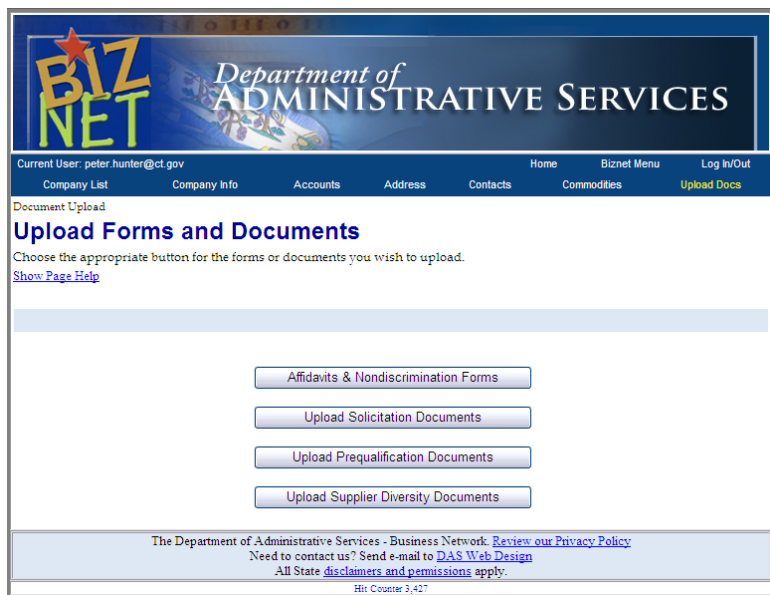 BIZ
NET
Department of
ADMINISTRATIVE SERVICES
Current User: peter.hunter@ct.gov Home Biznet Menu Log In/Out
Company List Company Info Accounts Address Contacts Commodities Upload Docs
Document Upload
Upload Forms and Documents
Choose the appropriate button for the forms or documents you wish to upload.
Show Page Help
Affidavits & Nondiscrimination Forms
Upload Solicitation Documents
Upload Prequalification Documents
Upload Supplier Diversity Documents
The Department of Administrative Services - Business Network. Review our Privacy Policy
Need to contact us? Send e-mail to DAS Web Design
All State disclaimers and permissions apply.
Hit Counter 3,427